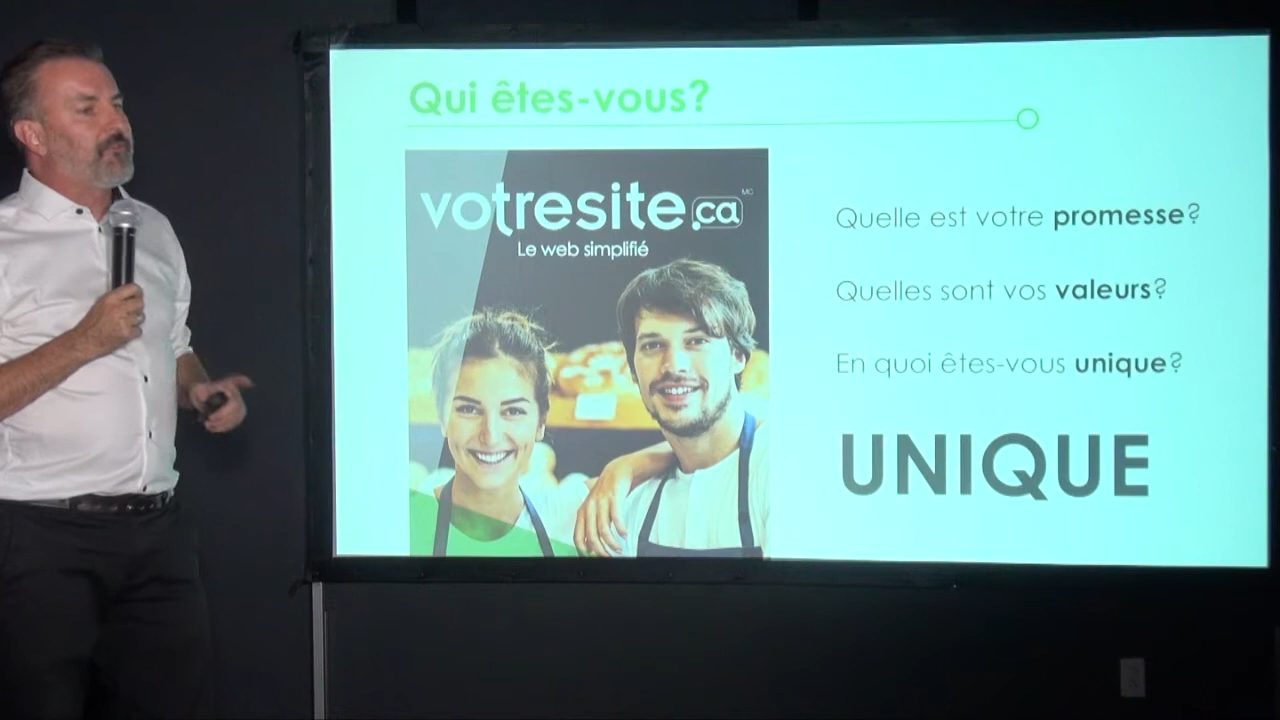 Qui êtes-vous?
votresite.ca MC
Le web simplifié
Quelle est votre promesse?
Quelles sont vos valeurs?
En quoi êtes-vous unique?
UNIQUE